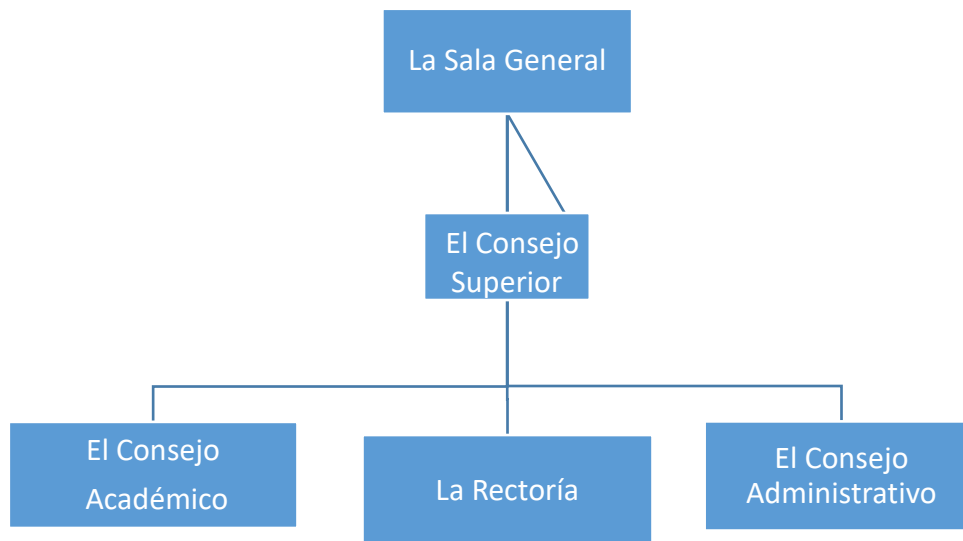 La Sala General
El Consejo
Superior
El Consejo
Académico
La Rectoría
El Consejo
Administrativo